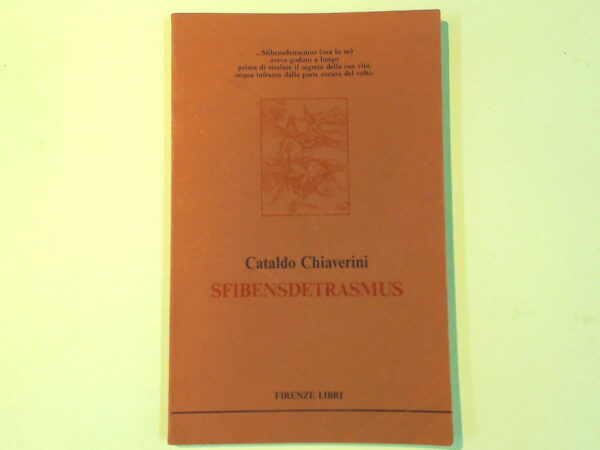 ...Sfibensdetrasmus (ora lo so)
aveva goduto a lungo
prima di rivelare il segreto della sua vita,
acqua infranta dalla parte oscura del volto.
Cataldo Chiaverini
SFIBENSDETRASMUS
FIRENZE LIBRI